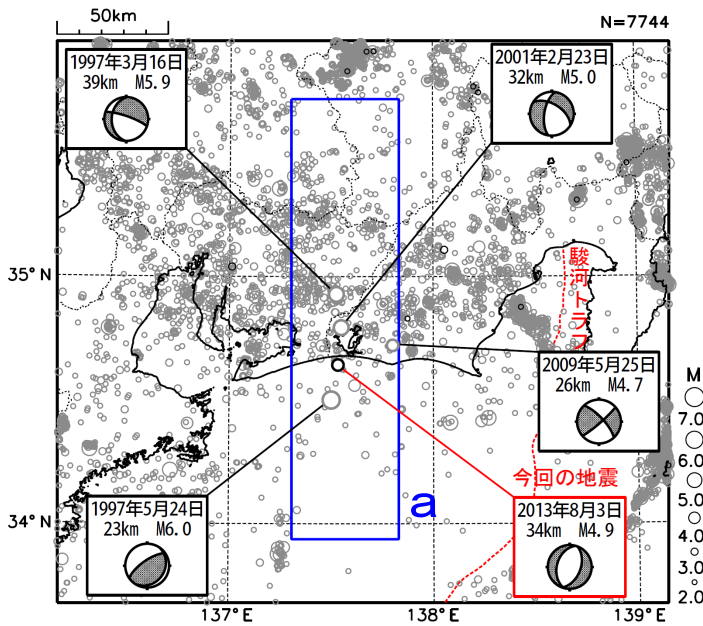 50km
N=7744
1997年3月16日
39km M5.9
2001年2月23日
32km M5.0
35°N
駿河トラフ
2009年5月25日
26km M4.7
M
7.0
6.0
5.0
4.0
3.0
2.0
今回の地震
a
1997年5月24日
23km M6.0
2013年8月3日
34km M4.9
34°N
137°E
138°E
139°E